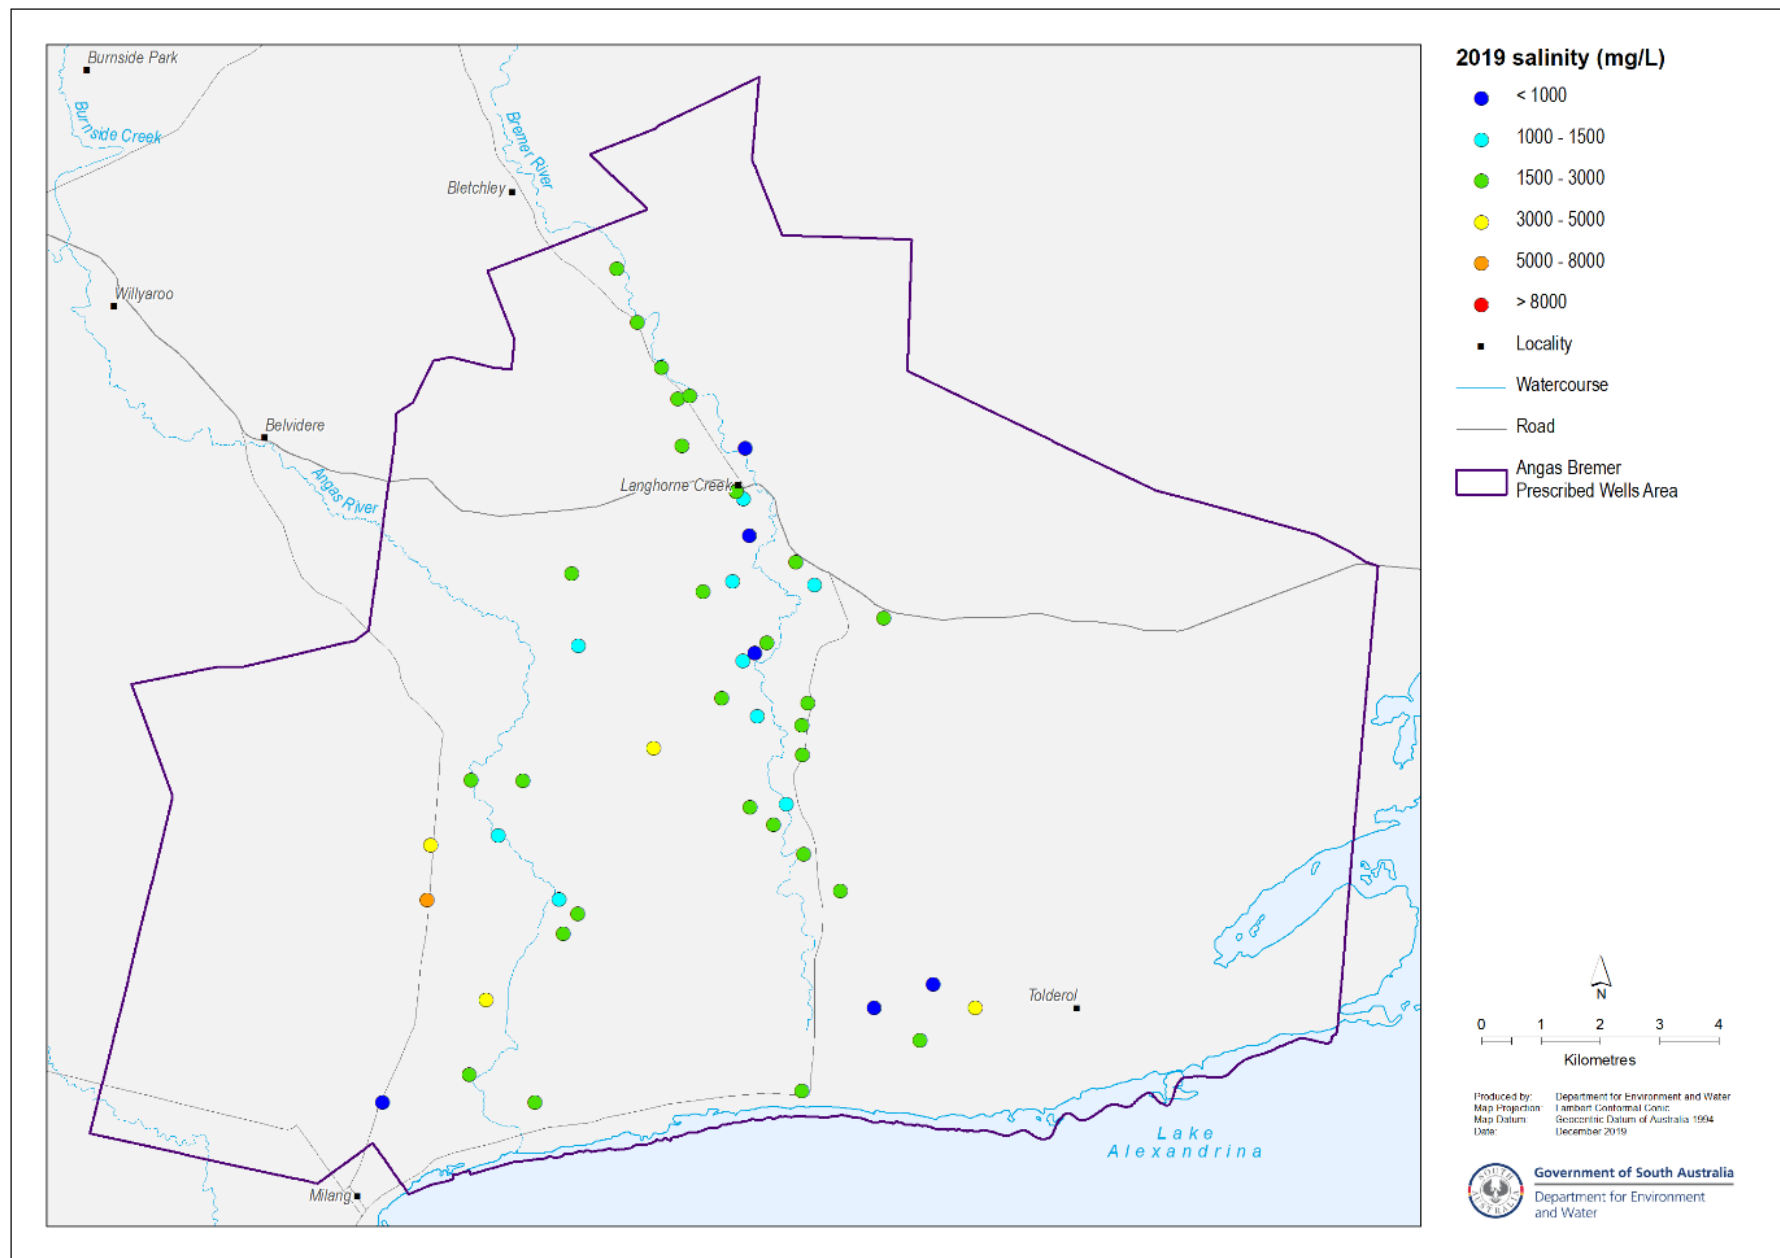 Burnside Park
Burnside Creek
Bremer River
Bletchley
Willyaroo
Belvidere
Angas River
Langhorne Creek
Tolderol
Lake
Alexandrina
Milang
2019 salinity (mg/L)
< 1000
1000 - 1500
1500 - 3000
3000 - 5000
5000 - 8000
> 8000
Locality
Watercourse
Road
Angas Bremer
Prescribed Wells Area
N
0 1 2 3 4
Kilometres
Produced by: Department for Environment and Water
Map Projection: Lambert Conformal Conic
Map Datum: Geocentric Datum of Australia 1994
Date: December 2019
SOUTH AUSTRALIA
Government of South Australia
Department for Environment
and Water